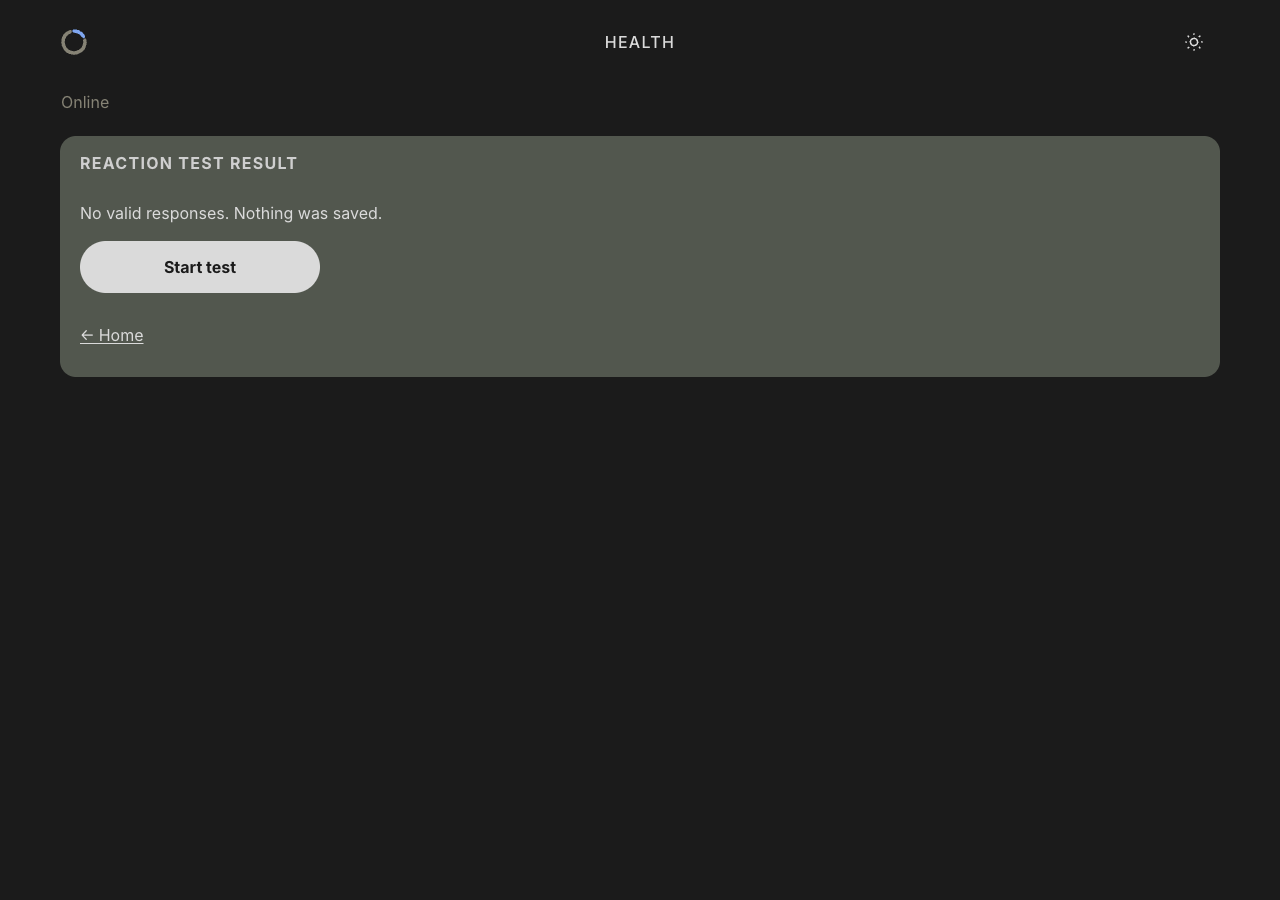 HEALTH
Online
REACTION TEST RESULT
No valid responses. Nothing was saved.
Start test
← Home